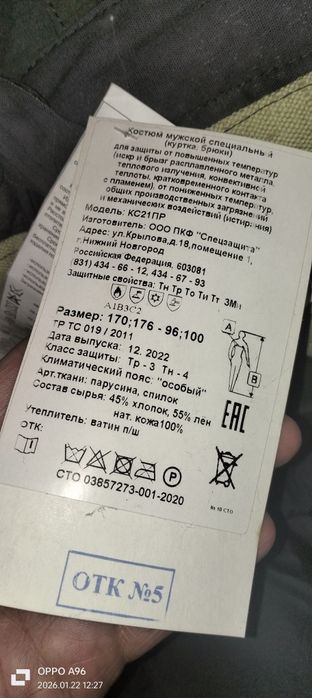 Костюм мужской специальный
(куртка, брюки)
для защиты от повышенных температур
(искр и брызг расплавленного металла,
теплового излучения, конвективной
теплоты, кратковременного контакта
с пламенем), от пониженных температур,
общих производственных загрязнений
и механических воздействий (истирания)
Модель: КС21ПР
Изготовитель: ООО ПКФ "Спецзащита"
Адрес: ул.Крылова,д.18,помещение 1,
г.Нижний Новгород
Российская Федерация, 603081
(831) 434-66-12, 434-67-93
Защитные свойства: Тн Тр То Ти Тт ЗМи
A1B3C2
Размер: 170;176-96;100
ТР ТС 019 / 2011
Дата выпуска: 12. 2022
Класс защиты: Тр-3 Тн-4
Климатический пояс: "особый"
Арт.ткани: парусина, спилок
Состав сырья: 45% хлопок, 55% лён
нат. кожа100%
Утеплитель: ватин п/ш
ОТК:
A
B
EAC
P
СТО 03857273-001-2020
№ 10 СТО
ОТК №5
OPPO A96
2026.01.22 12:27